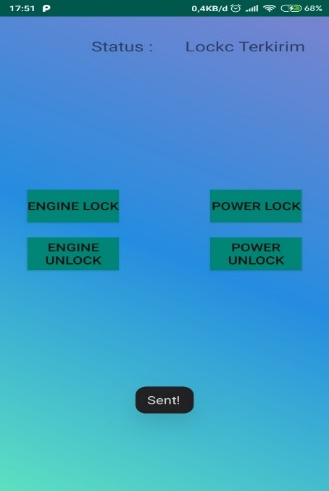 17:51 P 0,4KB/d 68%
Status : Lockc Terkirim
ENGINE LOCK POWER LOCK
ENGINE
UNLOCK
POWER
UNLOCK
Sent!